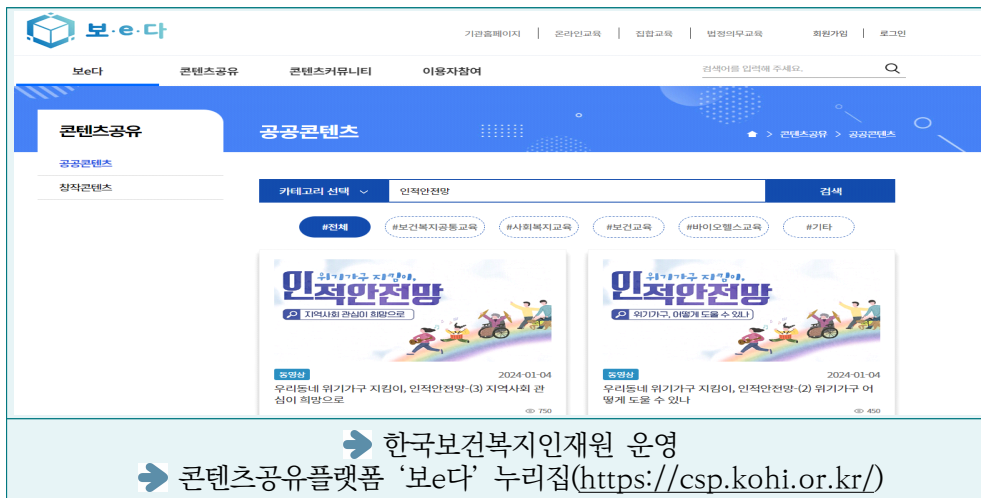 보·e·다
기관홈페이지 | 온라인교육 | 집합교육 | 법정의무교육 회원가입 | 로그인
보e다 콘텐츠공유 콘텐츠커뮤니티 이용자참여 검색어를 입력해 주세요.
콘텐츠공유
공공콘텐츠
창작콘텐츠
공공콘텐츠
> 콘텐츠공유 > 공공콘텐츠
카테고리 선택 인적안전망 검색
#전체 #보건복지공통교육 #사회복지교육 #보건교육 #바이오헬스교육 #기타
위기가구 지킴이,
인적안전망
지역사회 관심이 희망으로
동영상 2024-01-04
우리동네 위기가구 지킴이, 인적안전망-(3) 지역사회 관
심이 희망으로
750
위기가구 지킴이,
인적안전망
위기가구, 어떻게 도울 수 있나
동영상 2024-01-04
우리동네 위기가구 지킴이, 인적안전망-(2) 위기가구 어
떻게 도울 수 있나
450
한국보건복지인재원 운영
콘텐츠공유플랫폼 ‘보e다’ 누리집(https://csp.kohi.or.kr/)